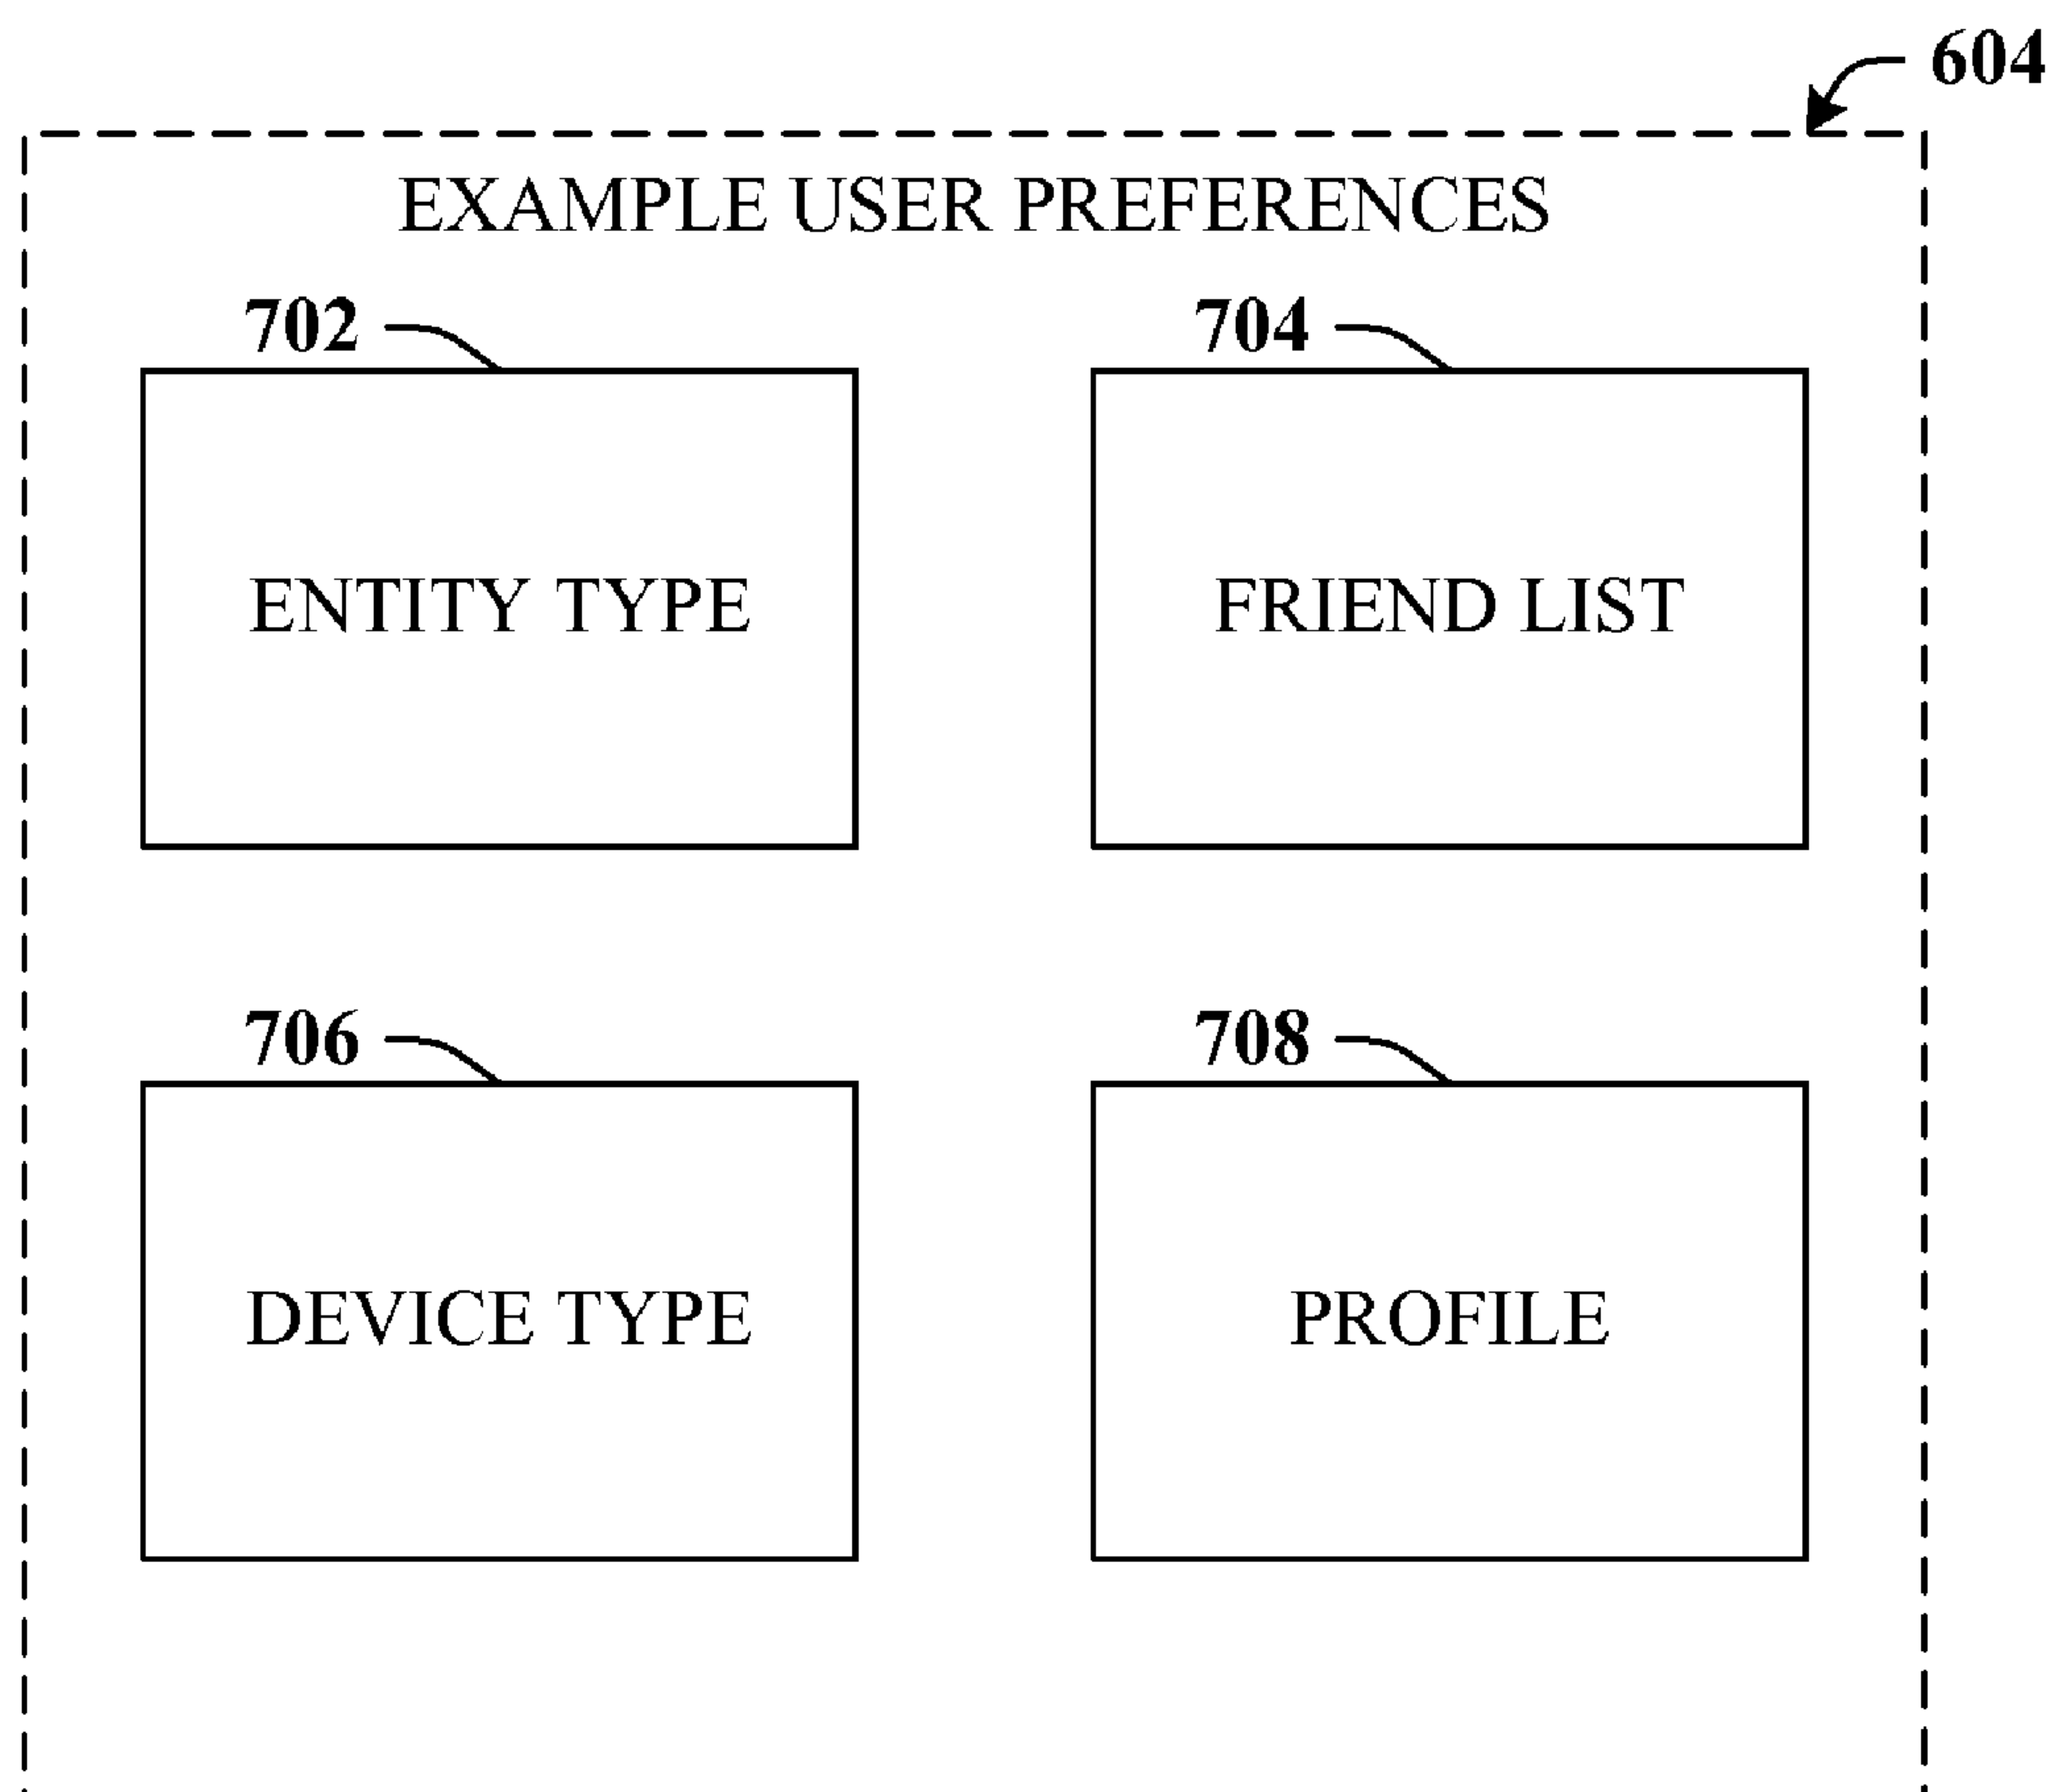 604
EXAMPLE USER PREFERENCES
702
704
ENTITY TYPE
FRIEND LIST
706
708
DEVICE TYPE
PROFILE